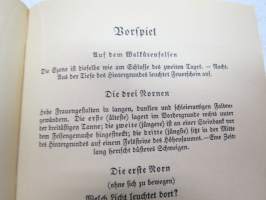 Vorspiel
Auf dem Walkürenfelsen
Die Szene ist dieselbe wie am Schlusse des zweiten Tages. — Nacht.
Aus der Tiefe des Hintergrundes leuchtet Feuerschein auf.
Die drei Nornen
Hohe Frauengestalten in langen, dunklen und schleierartigen Falten-
gewändern. Die erste (älteste) lagert im Vordergrunde rechts unter
der breitästigen Tanne; die zweite (jüngere) ist an einer Steinbank vor
dem Felsengemache hingestreckt; die dritte (jüngste) sitzt in der Mitte
des Hintergrundes auf einem Felssteine des Höhensaumes. — Eine Zeit-
lang herrscht düsteres Schweigen.
Die erste Norn
(ohne sich zu bewegen)
Welch Licht leuchtet dort?